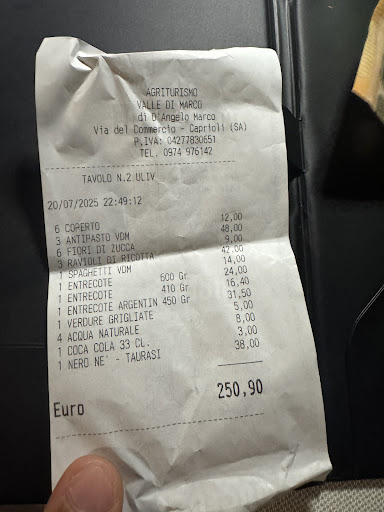 AGRITURISMO
VALLE DI MARCO
di D'Angelo Marco
Via del Commercio - Caprioli (SA)
P.IVA: 04277830651
TEL. 0974 976142
TAVOLO N.2 ULIV
20/07/2025 22:49:12
6 COPERTO 12,00
3 ANTIPASTO VDM 48,00
6 FIORI DI ZUCCA 9,00
3 RAVIOLI DI RICOTTA 42,00
1 SPAGHETTI VDM 14,00
1 ENTRECOTE 600 Gr 24,00
1 ENTRECOTE 410 Gr 16,40
1 ENTRECOTE ARGENTIN 450 Gr 31,50
1 VERDURE GRIGLIATE 5,00
4 ACQUA NATURALE 8,00
1 COCA COLA 33 CL. 3,00
1 NERO NE' - TAURASI 38,00
Euro 250,90